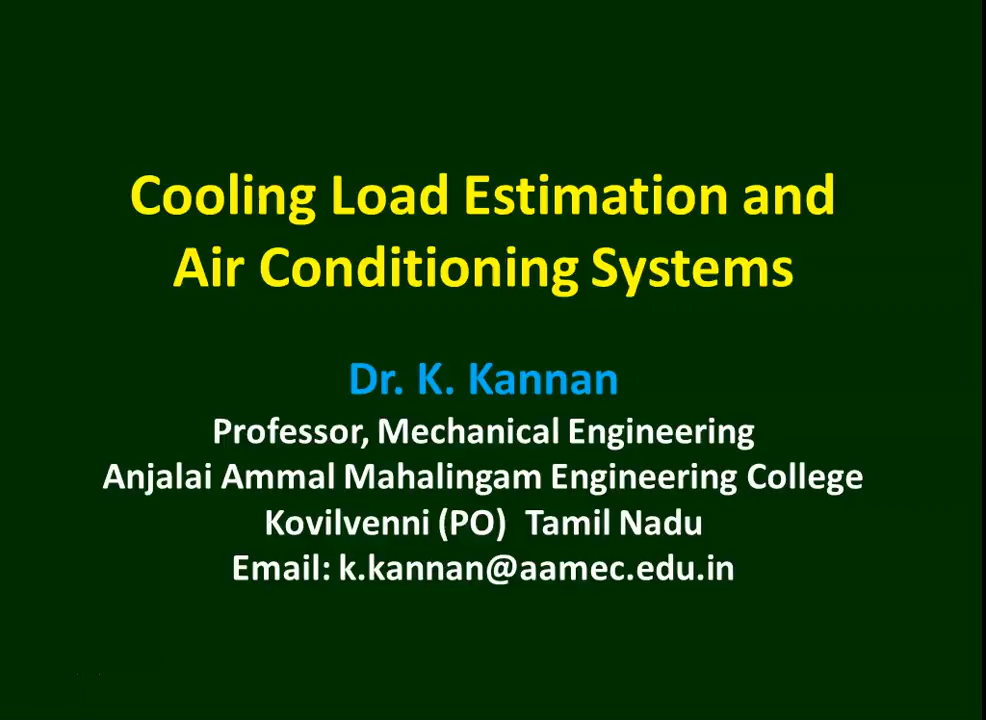 Cooling Load Estimation and
Air Conditioning Systems
Dr. K. Kannan
Professor, Mechanical Engineering
Anjalai Ammal Mahalingam Engineering College
Kovilvenni (PO)  Tamil Nadu
Email: k.kannan@aamec.edu.in